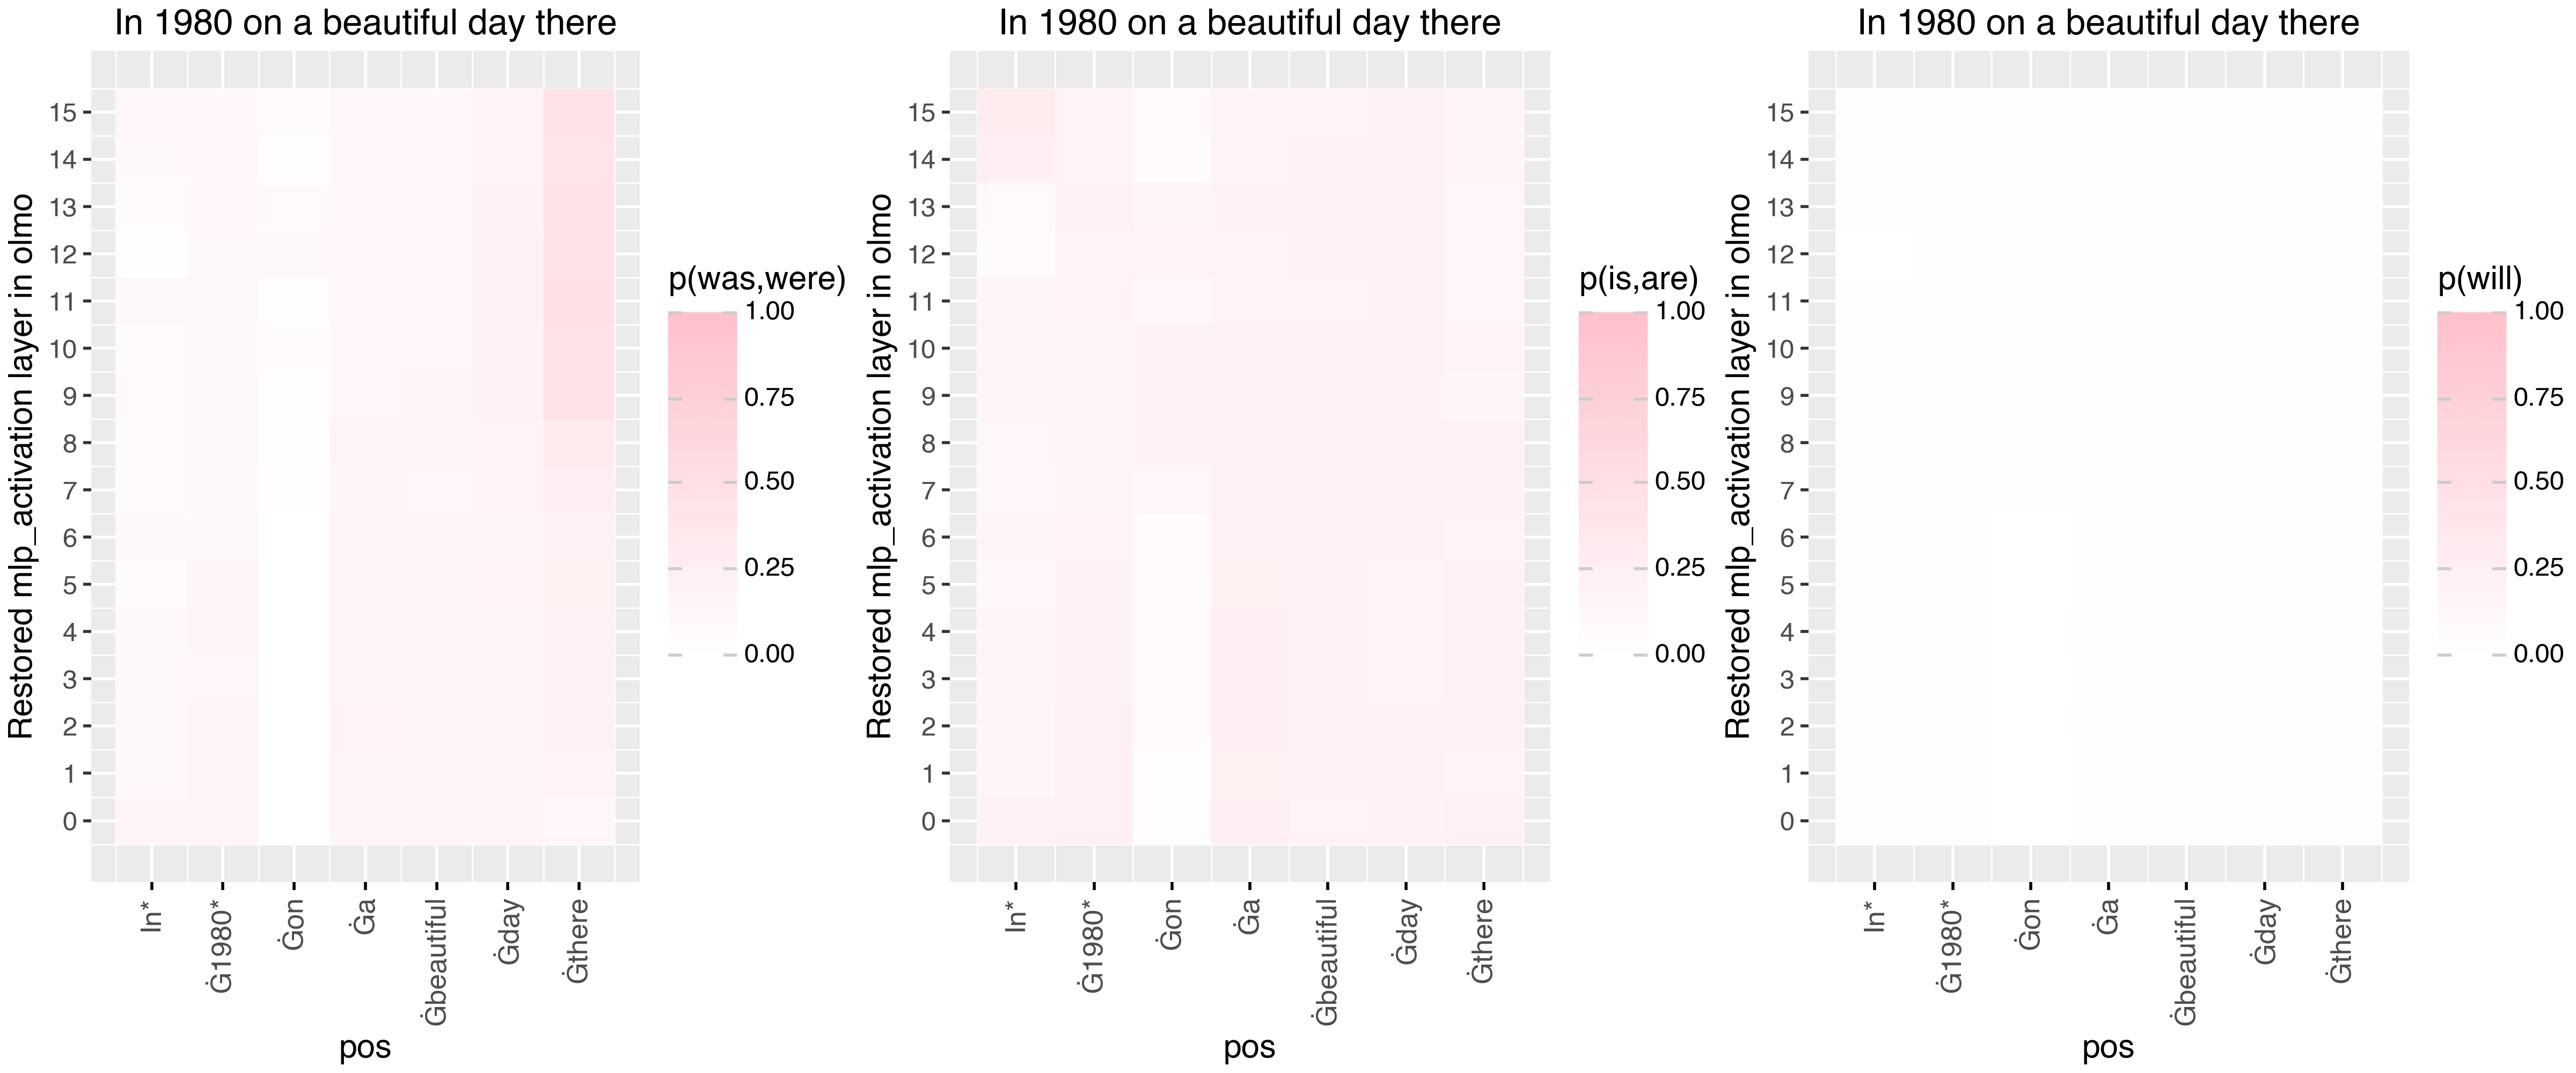 In 1980 on a beautiful day there
Restored mlp_activation layer in olmo
15
14
13
12
11
10
9
8
7
6
5
4
3
2
1
0
In*
Ġ1980*
Ġon
Ġa
Ġbeautiful
Ġday
Ġthere
pos
p(was,were)
1.00
0.75
0.50
0.25
0.00
In 1980 on a beautiful day there
Restored mlp_activation layer in olmo
15
14
13
12
11
10
9
8
7
6
5
4
3
2
1
0
In*
Ġ1980*
Ġon
Ġa
Ġbeautiful
Ġday
Ġthere
pos
p(is,are)
1.00
0.75
0.50
0.25
0.00
In 1980 on a beautiful day there
Restored mlp_activation layer in olmo
15
14
13
12
11
10
9
8
7
6
5
4
3
2
1
0
In*
Ġ1980*
Ġon
Ġa
Ġbeautiful
Ġday
Ġthere
pos
p(will)
1.00
0.75
0.50
0.25
0.00